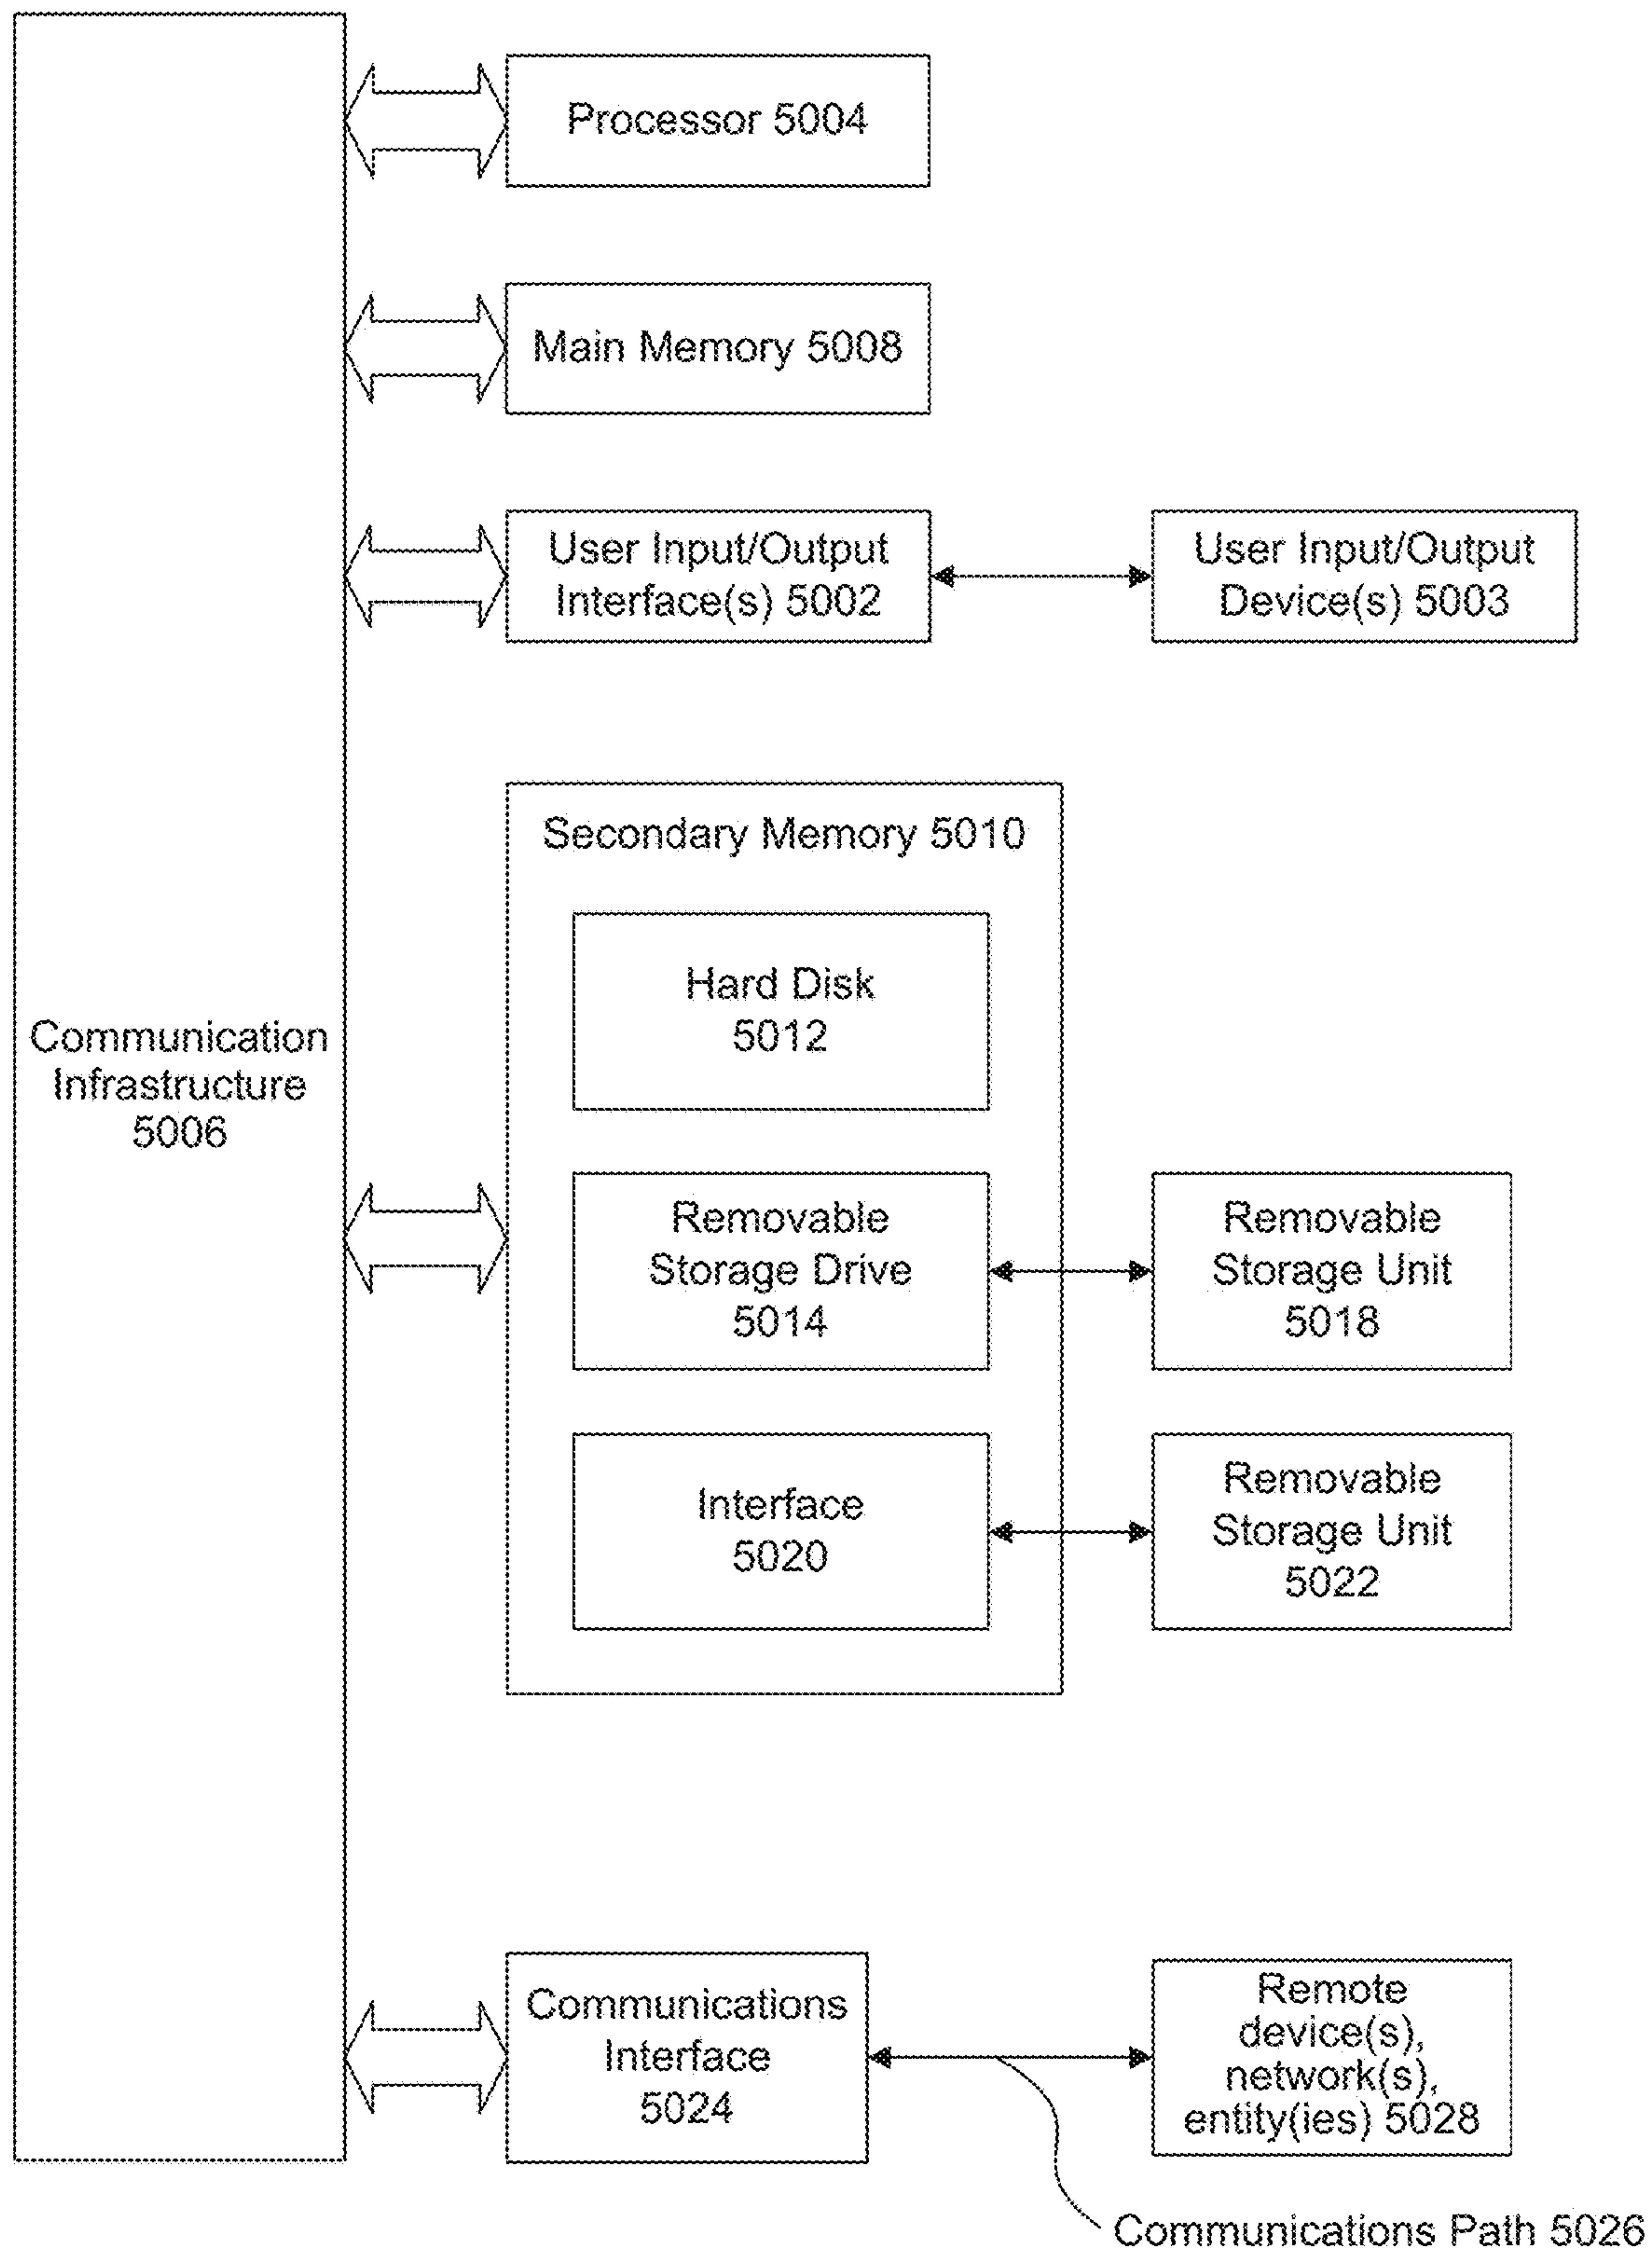 Processor 5004
Main Memory 5008
User Input/Output
Interface(s) 5002
User Input/Output
Device(s) 5003
Secondary Memory 5010
Hard Disk
5012
Communication
Infrastructure
5006
Removable
Storage Drive
5014
Removable
Storage Unit
5018
Interface
5020
Removable
Storage Unit
5022
Communications
Interface
5024
Remote
device(s),
network(s),
entity(ies) 5028
Communications Path 5026